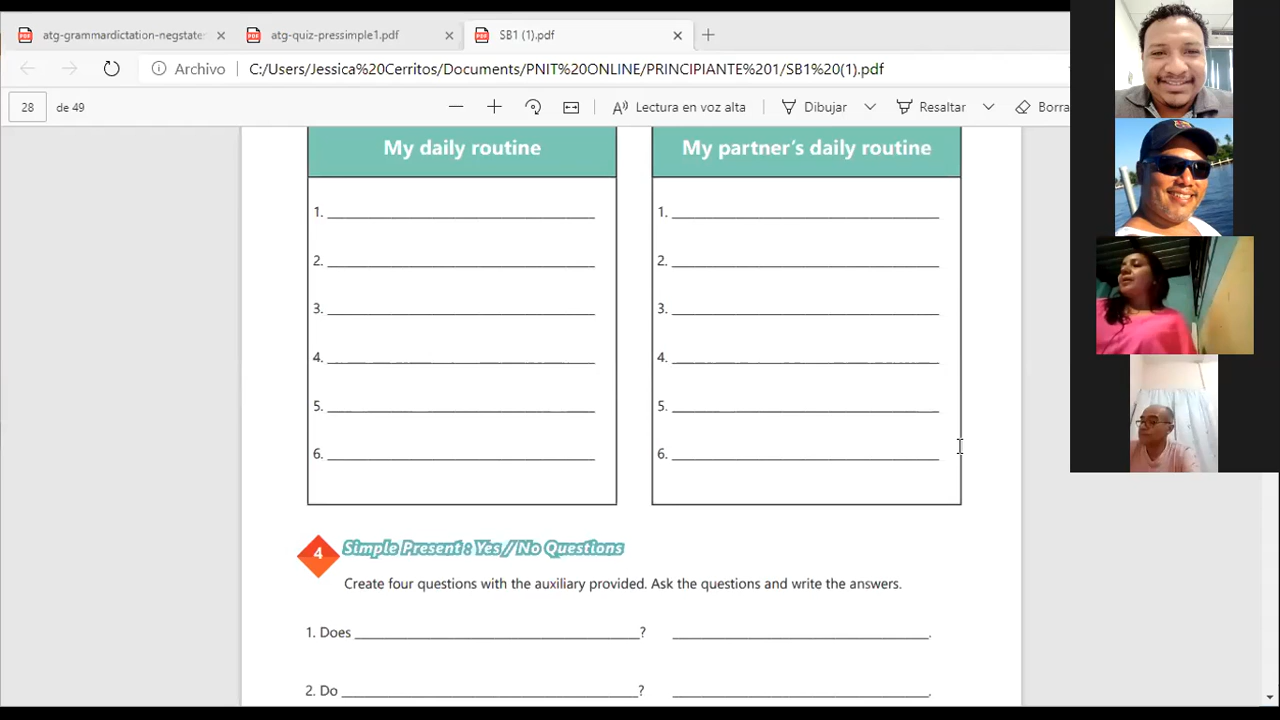 atg-grammardictation-negstate
atg-quiz-pressimple1.pdf
SB1 (1).pdf
Archivo
C:/Users/Jessica%20Cerritos/Documents/PNIT%20ONLINE/PRINCIPIANTE%201/SB1%20(1).pdf
28 de 49
Lectura en voz alta
Dibujar
Resaltar
Borra
My daily routine
1.
2.
3.
4.
5.
6.
My partner's daily routine
1.
2.
3.
4.
5.
6.
4 Simple Present : Yes / No Questions
Create four questions with the auxiliary provided. Ask the questions and write the answers.
1. Does ______________________? ______________________.
2. Do ______________________? ______________________.